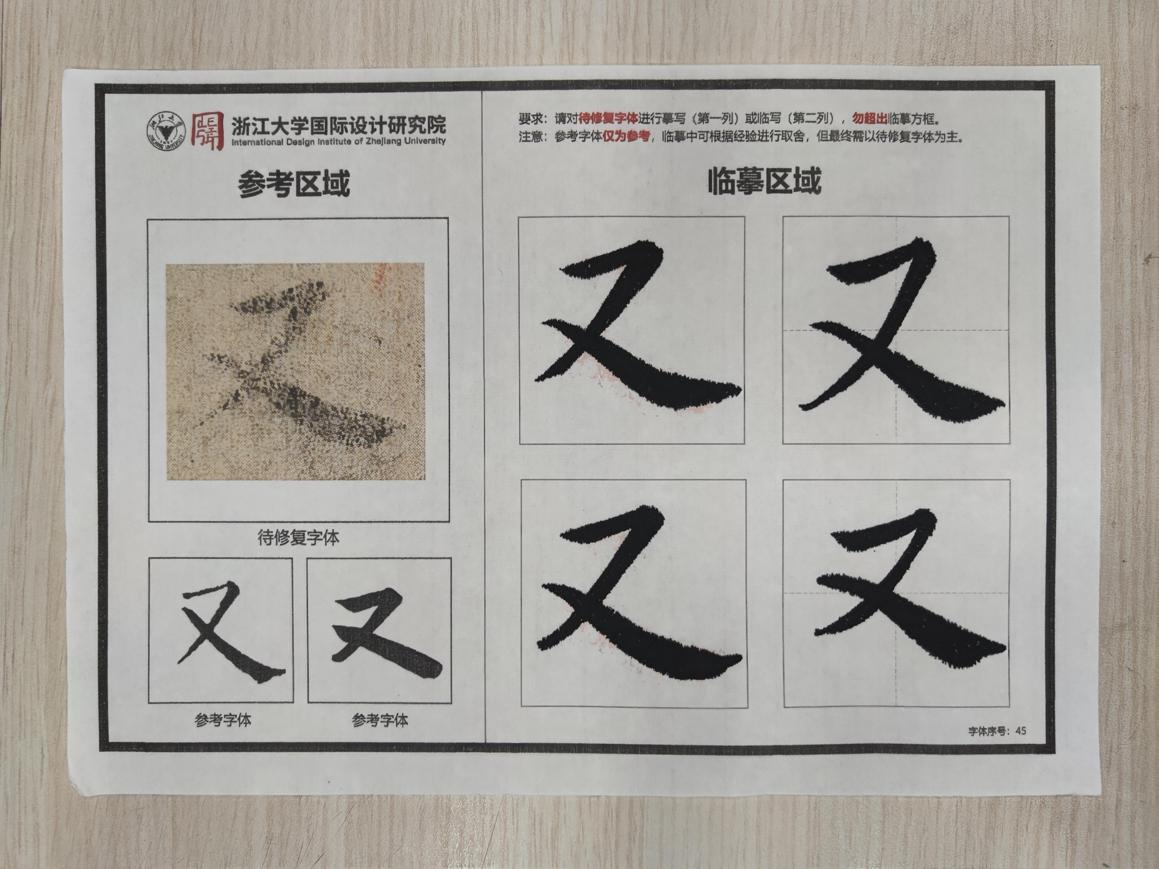 浙江大学国际设计研究院
International Design Institute of Zhejiang University
参考区域
又
待修复字体
又 又
参考字体 参考字体
要求：请对待修复字体进行摹写（第一列）或临写（第二列），勿超出临摹方框。
注意：参考字体仅为参考，临摹中可根据经验进行取舍，但最终需以待修复字体为主。
临摹区域
又 又
又 又
字体序号：45